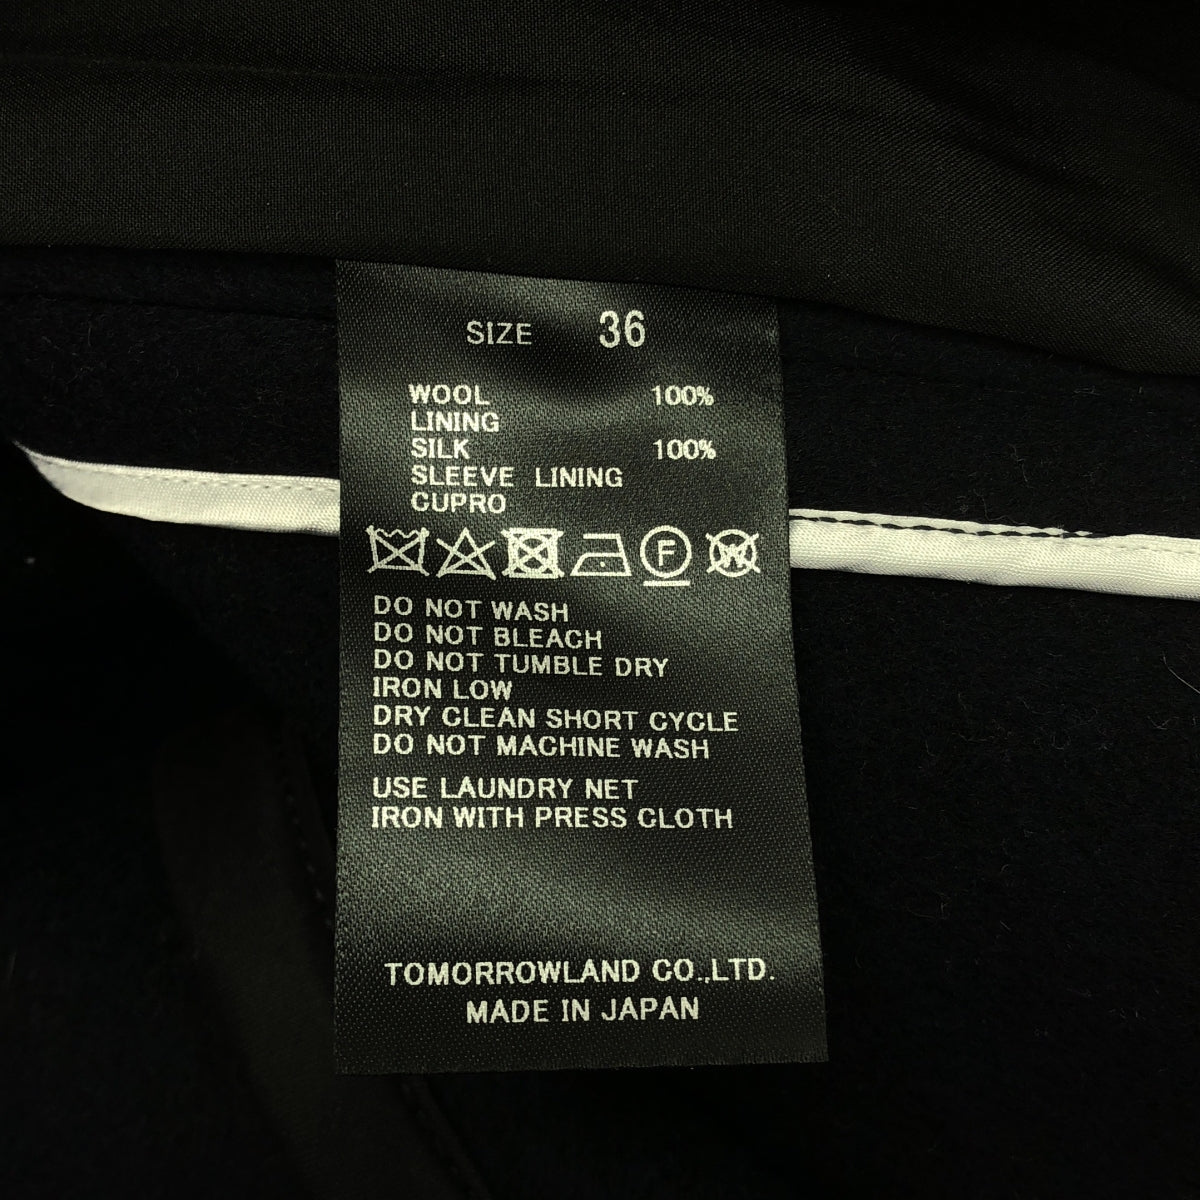 SIZE 36
WOOL 100%
LINING
SILK 100%
SLEEVE LINING
CUPRO
F W
DO NOT WASH
DO NOT BLEACH
DO NOT TUMBLE DRY
IRON LOW
DRY CLEAN SHORT CYCLE
DO NOT MACHINE WASH
USE LAUNDRY NET
IRON WITH PRESS CLOTH
TOMORROWLAND CO.,LTD.
MADE IN JAPAN